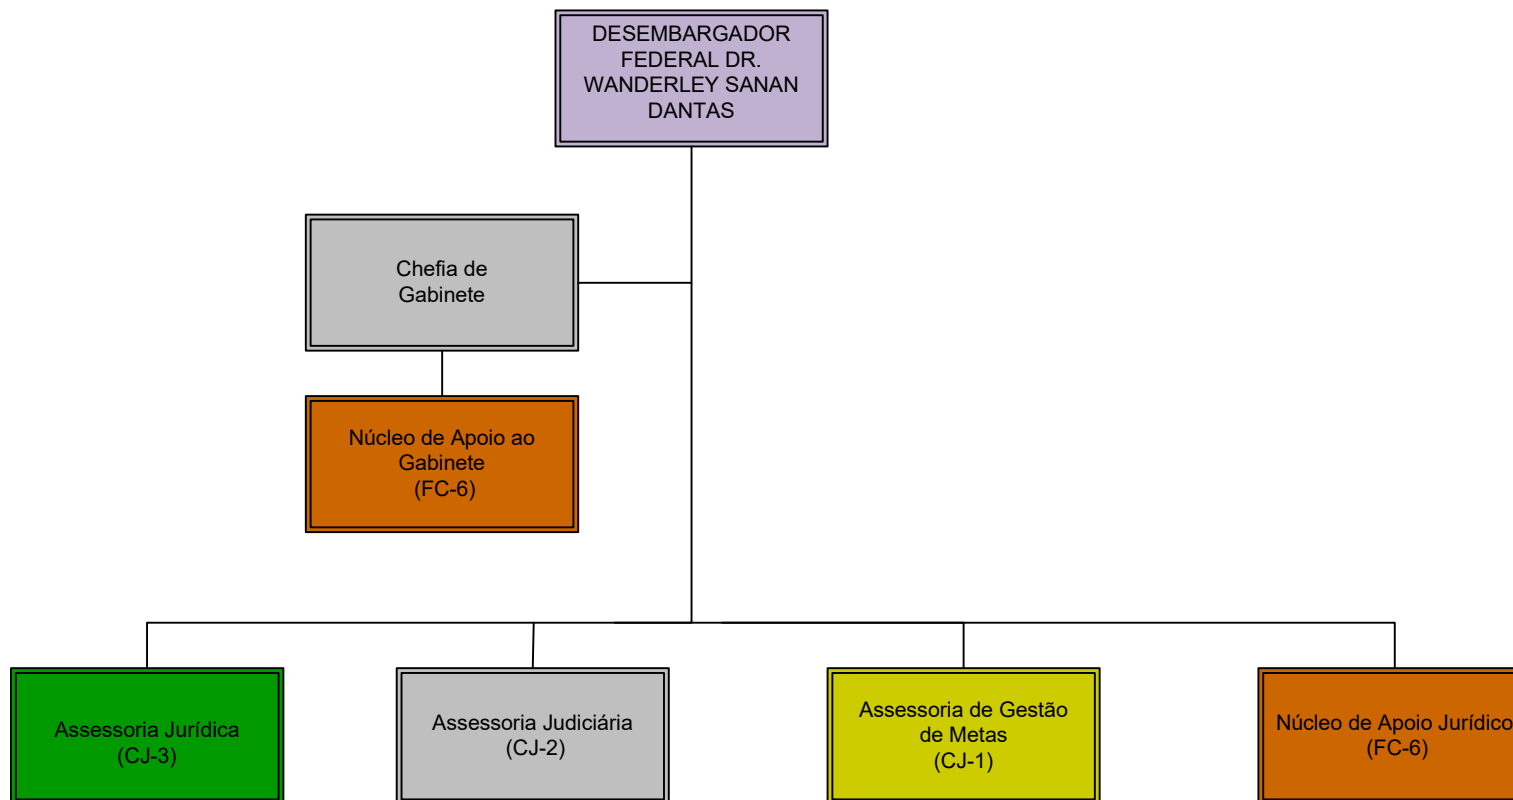 DESEMBARGADOR
FEDERAL DR.
WANDERLEY SANAN
DANTAS
Chefia de
Gabinete
Núcleo de Apoio ao
Gabinete
(FC-6)
Assessoria Jurídica
(CJ-3)
Assessoria Judiciária
(CJ-2)
Assessoria de Gestão
de Metas
(CJ-1)
Núcleo de Apoio Jurídico
(FC-6)